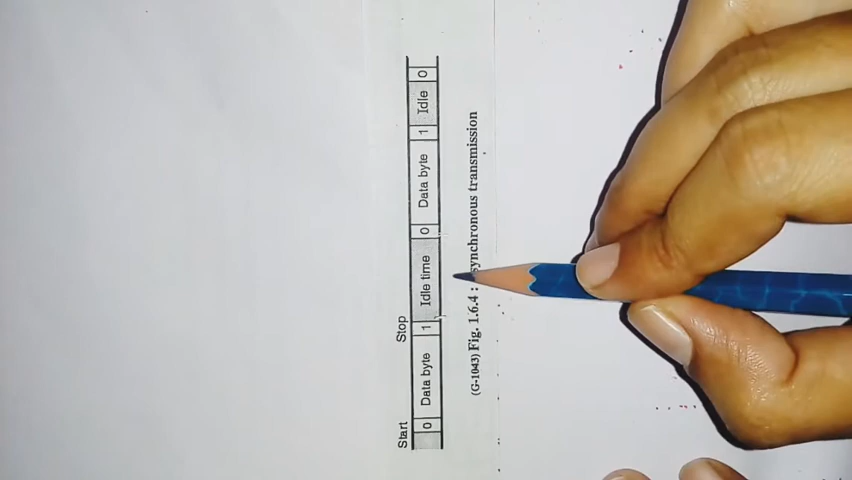 Start Stop
0 Data byte 1 Idle time 0 Data byte 1 Idle 0
(G-1043) Fig. 1.6.4 : synchronous transmission